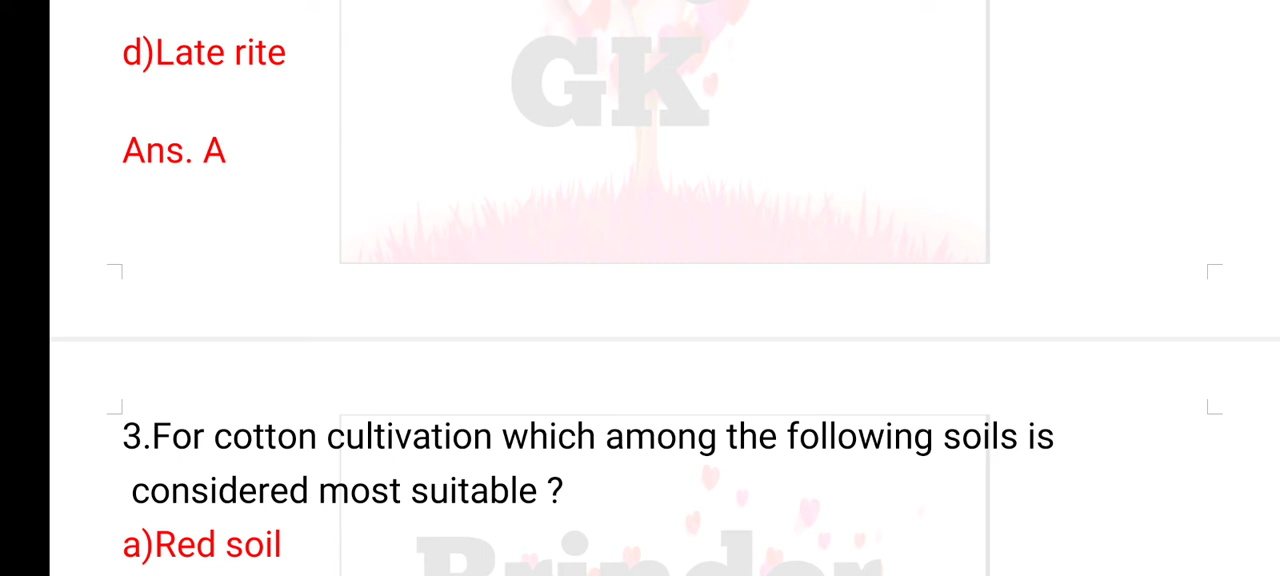 d)Late rite
GK
Ans. A
3.For cotton cultivation which among the following soils is
considered most suitable ?
a)Red soil
Brinder